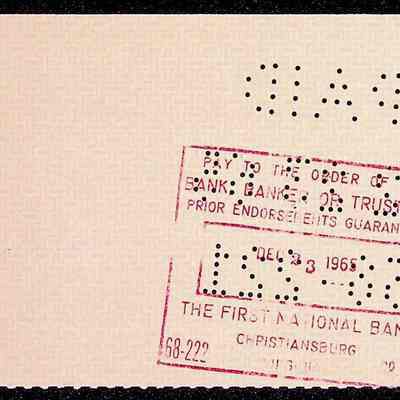 PAY TO THE ORDER OF
BANK, BANKER OR TRUST
PRIOR ENDORSEMENTS GUARAN
DEC 23 1965
THE FIRST NATIONAL BAN
CHRISTIANSBURG
68-222